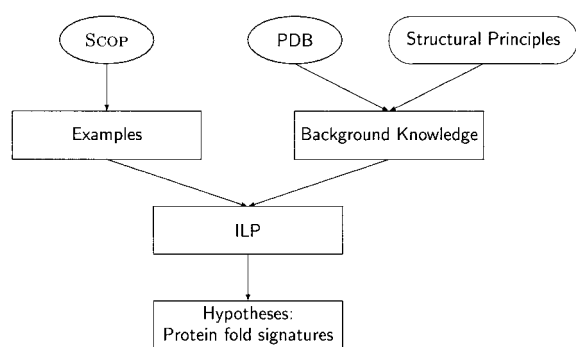 SCOP
PDB
Structural Principles
Examples
Background Knowledge
ILP
Hypotheses:
Protein fold signatures